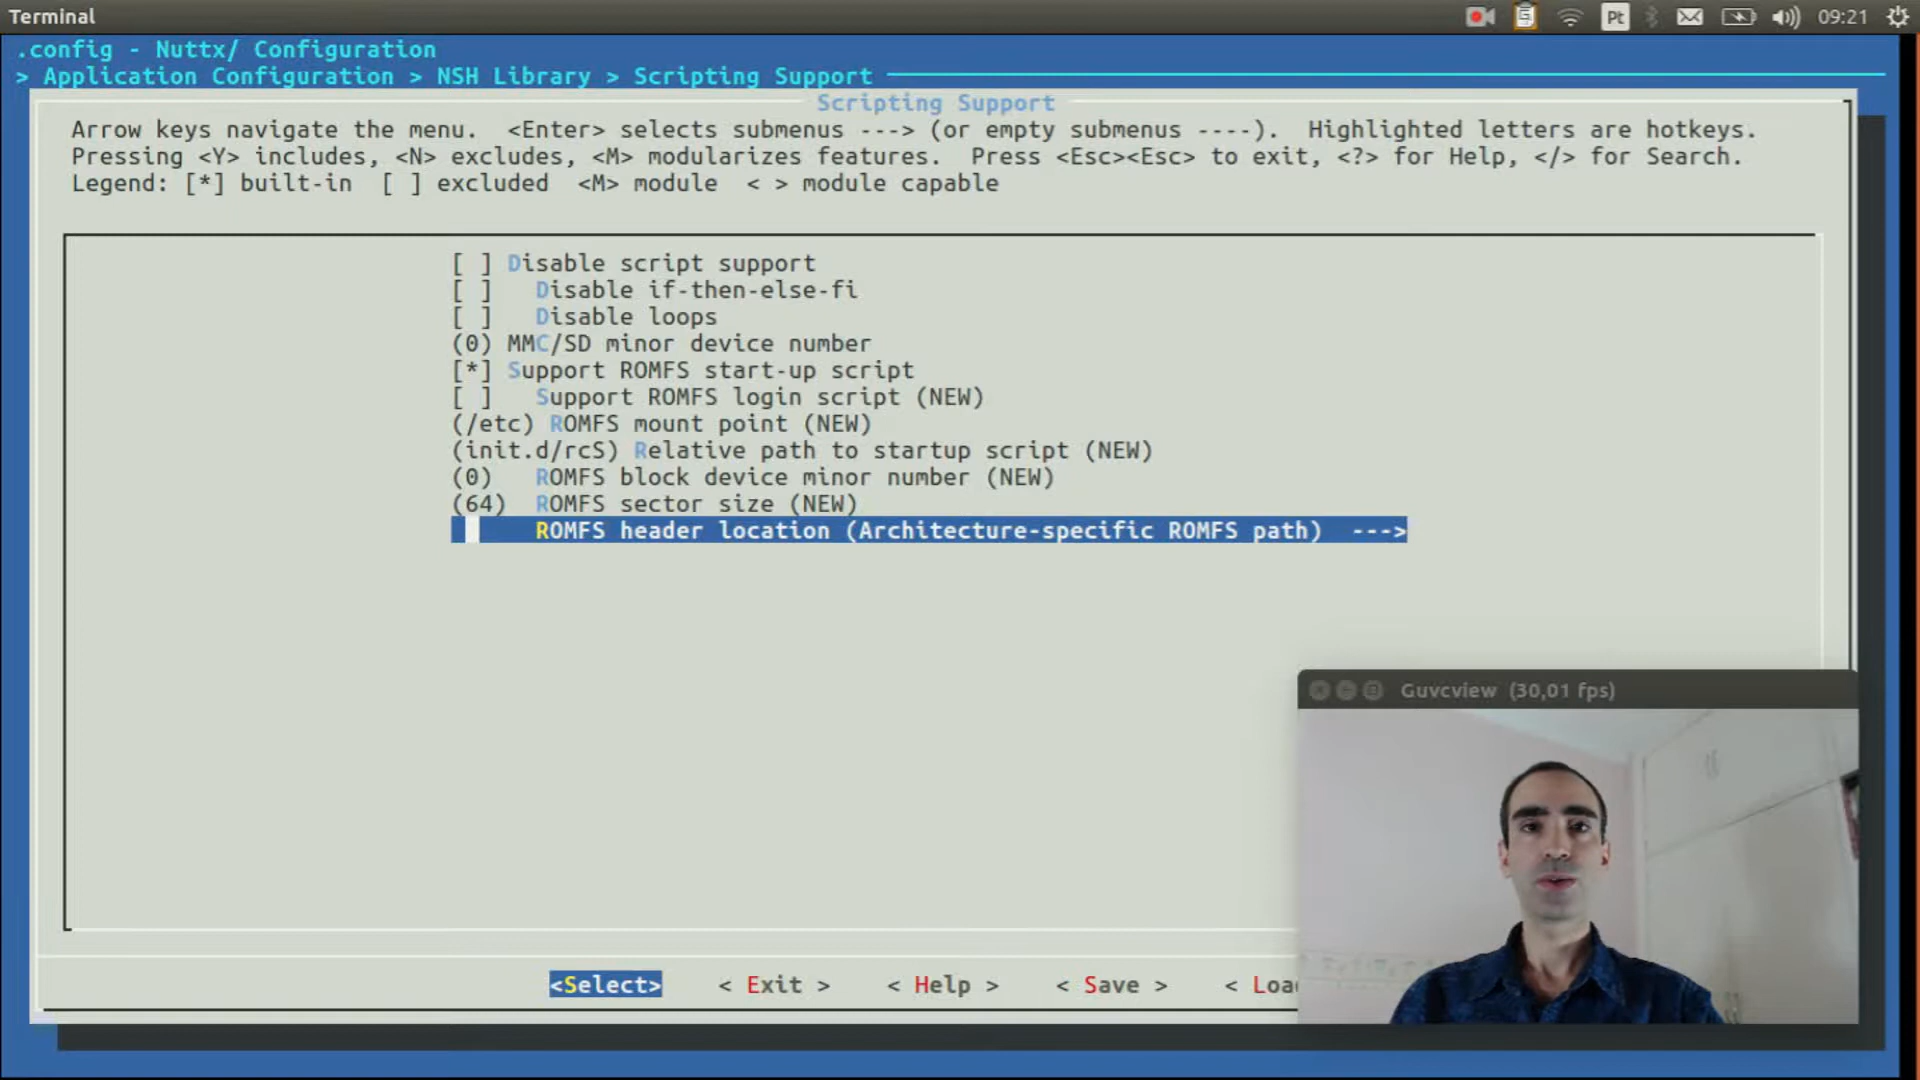 Terminal
Pt
09:21
.config - Nuttx/ Configuration
> Application Configuration > NSH Library > Scripting Support
Scripting Support
Arrow keys navigate the menu. <Enter> selects submenus ---> (or empty submenus ----). Highlighted letters are hotkeys.
Pressing <Y> includes, <N> excludes, <M> modularizes features. Press <Esc><Esc> to exit, <?> for Help, </> for Search.
Legend: [*] built-in [ ] excluded <M> module < > module capable
[ ] Disable script support
[ ] Disable if-then-else-fi
[ ] Disable loops
(0) MMC/SD minor device number
[*] Support ROMFS start-up script
[ ] Support ROMFS login script (NEW)
(/etc) ROMFS mount point (NEW)
(init.d/rcS) Relative path to startup script (NEW)
(0) ROMFS block device minor number (NEW)
(64) ROMFS sector size (NEW)
ROMFS header location (Architecture-specific ROMFS path) --->
Guvcview (30,01 fps)
<Select> < Exit > < Help > < Save > < Loa